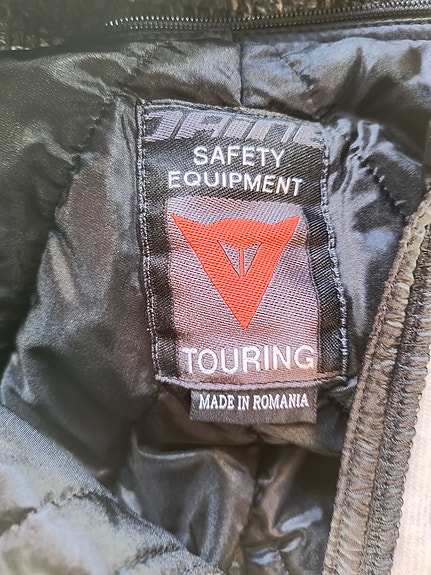 SAFETY
EQUIPMENT
TOURING
MADE IN ROMANIA